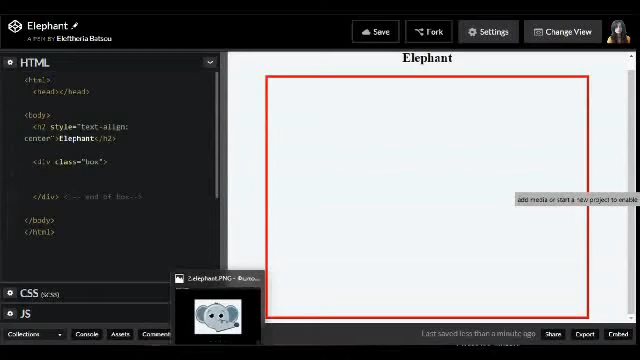 Elephant
A PEN BY Eleftheria Batsou
Save
Fork
Settings
Change View
HTML
<html>
<head></head>
<body>
<h2 style="text-align:
center">Elephant</h2>
<div class="box">
</div> <!-- end of box-->
</body>
</html>
CSS (SCSS)
JS
Elephant
add media or start a new project to enable
2.elephant.PNG - Φωτο...
Collections
Console
Assets
Comment
Last saved less than a minute ago
Share
Export
Embed